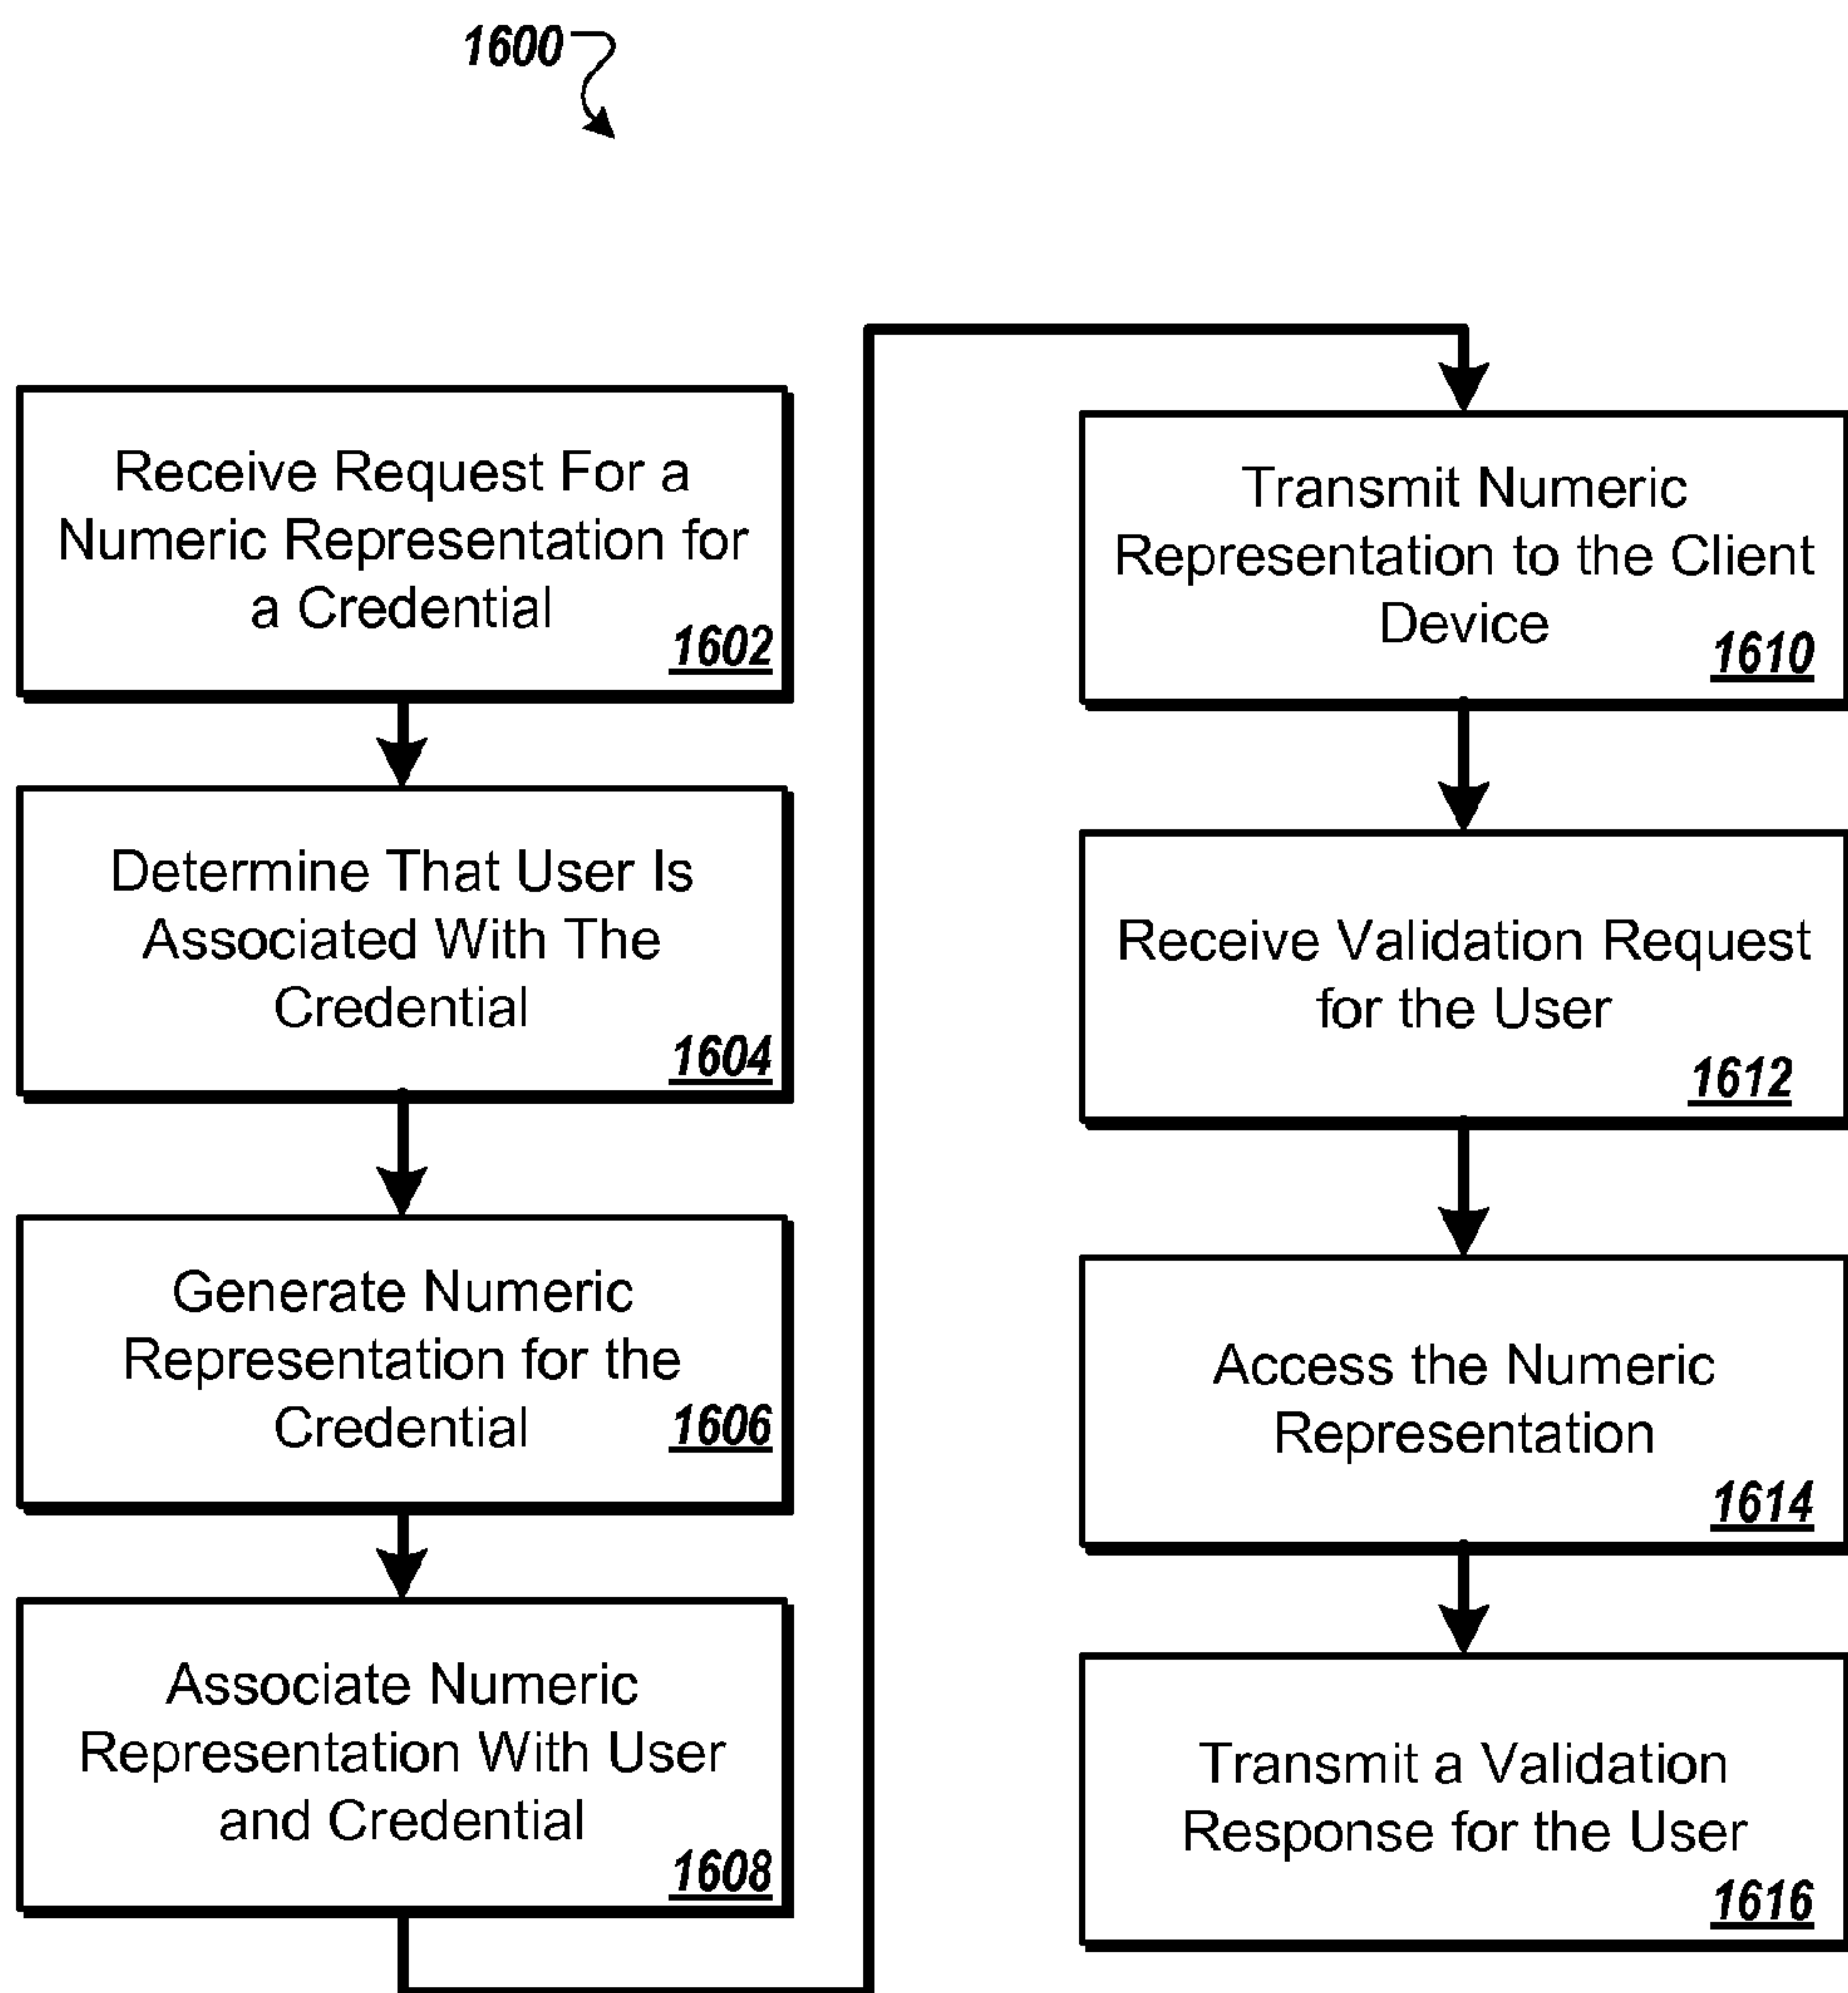 1600
Receive Request For a
Numeric Representation for
a Credential
1602
Determine That User Is
Associated With The
Credential
1604
Generate Numeric
Representation for the
Credential
1606
Associate Numeric
Representation With User
and Credential
1608
Transmit Numeric
Representation to the Client
Device
1610
Receive Validation Request
for the User
1612
Access the Numeric
Representation
1614
Transmit a Validation
Response for the User
1616